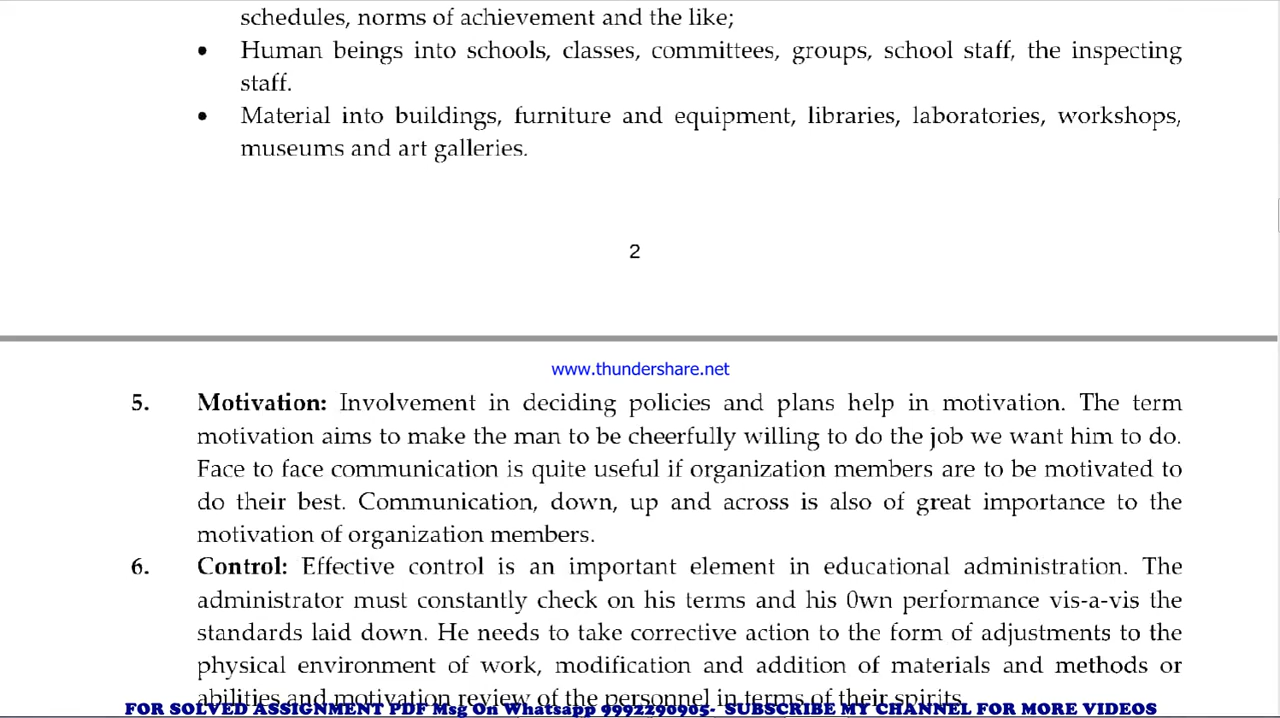 schedules, norms of achievement and the like;
• Human beings into schools, classes, committees, groups, school staff, the inspecting
staff.
• Material into buildings, furniture and equipment, libraries, laboratories, workshops,
museums and art galleries.
2
www.thundershare.net
5. Motivation: Involvement in deciding policies and plans help in motivation. The term
motivation aims to make the man to be cheerfully willing to do the job we want him to do.
Face to face communication is quite useful if organization members are to be motivated to
do their best. Communication, down, up and across is also of great importance to the
motivation of organization members.
6. Control: Effective control is an important element in educational administration. The
administrator must constantly check on his terms and his 0wn performance vis-a-vis the
standards laid down. He needs to take corrective action to the form of adjustments to the
physical environment of work, modification and addition of materials and methods or
abilities and motivation review of the personnel in terms of their spirits.
FOR SOLVED ASSIGNMENT PDF Msg On Whatsapp 9992290905- SUBSCRIBE MY CHANNEL FOR MORE VIDEOS